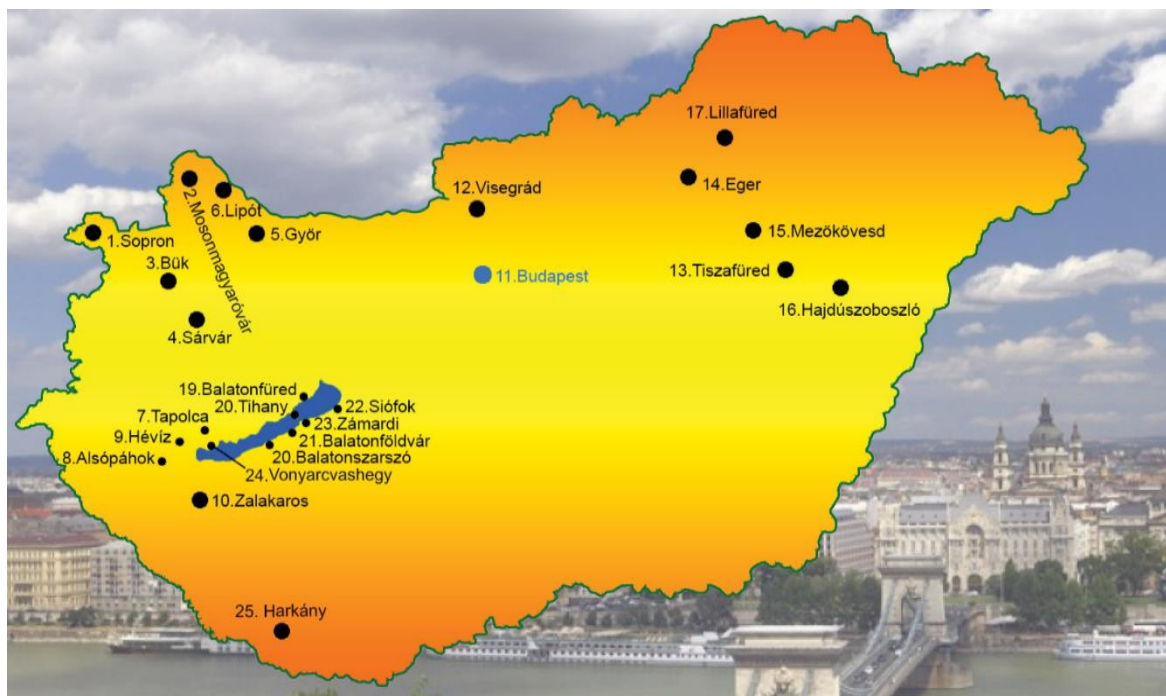 17.Lillafüred
14.Eger
12.Visegrád
2.Mosonmagyaróvár
6.Lipót
5.Győr
1.Sopron
15.Mezőkövesd
3.Bük
13.Tiszafüred
11.Budapest
16.Hajdúszoboszló
4.Sárvár
19.Balatonfüred
20.Tihany
22.Siófok
7.Tapolca
23.Zámardi
9.Hévíz
21.Balatonföldvár
8.Alsópáhok
20.Balatonszarszó
24.Vonyarcvashegy
10.Zalakaros
25. Harkány